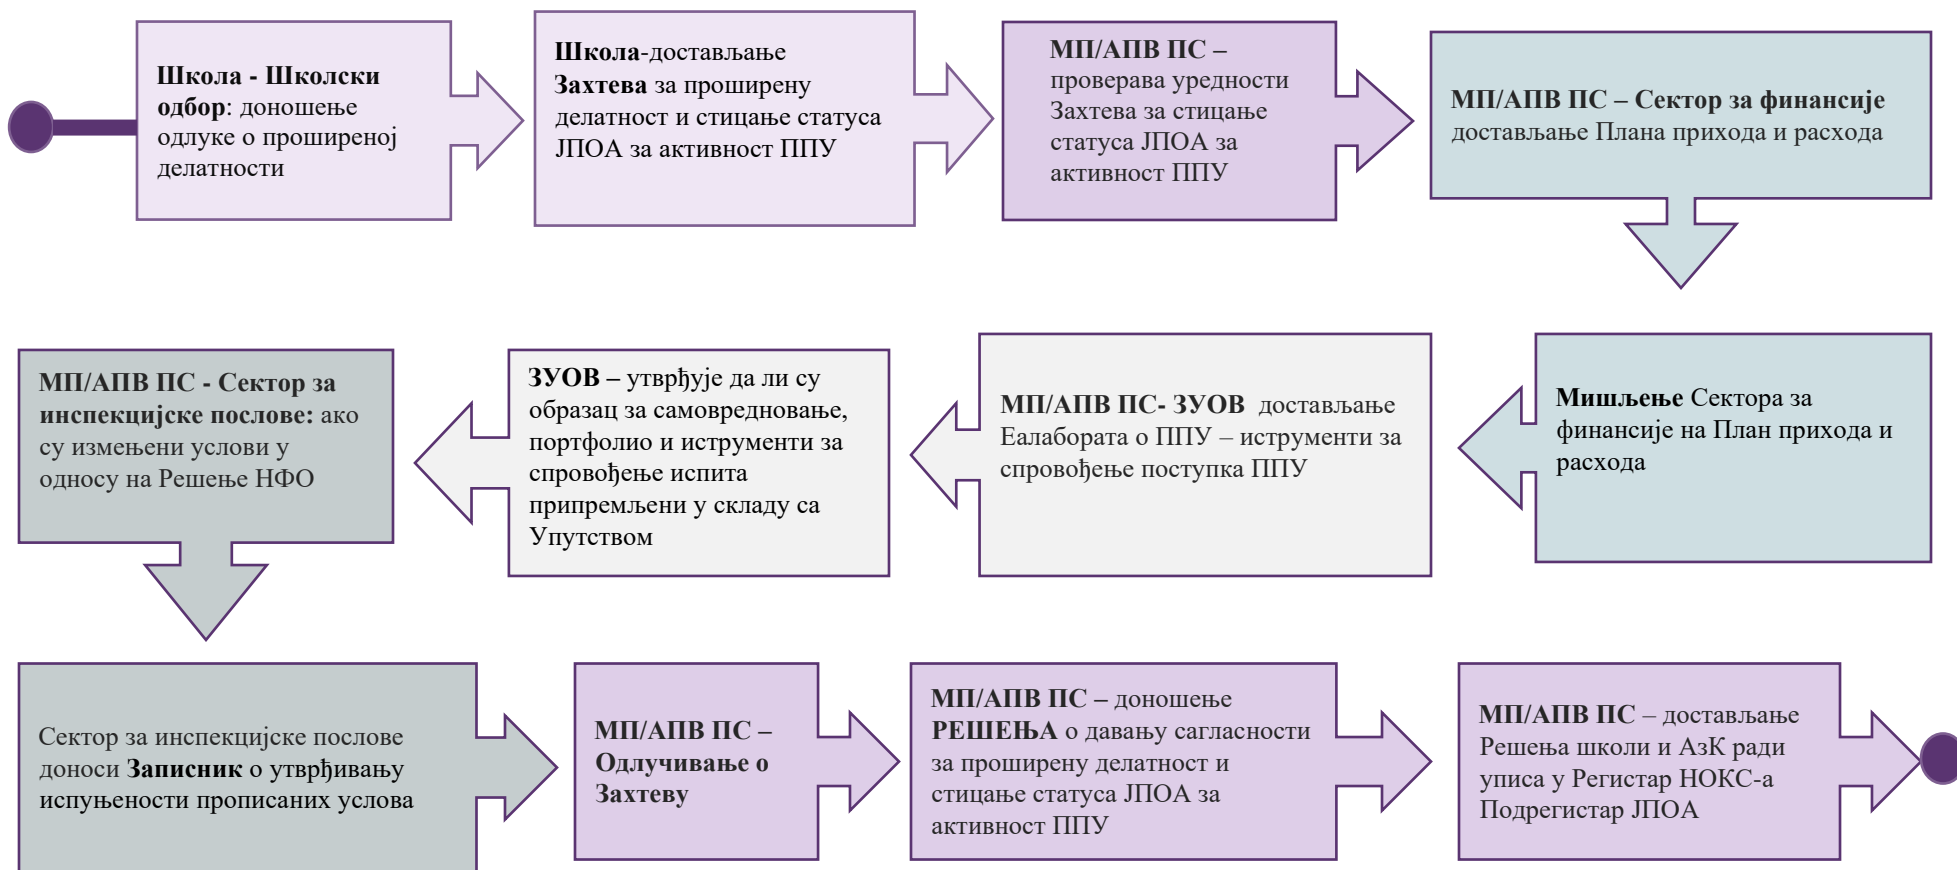 Школа - Школски
одбор: доношење
одлуке о проширеној
делатности
Школа-достављање
Захтева за проширену
делатност и стицање статуса
ЈПОА за активност ППУ
МП/АПВ ПС –
проверава уредности
Захтева за стицање
статуса ЈПОА за
активност ППУ
МП/АПВ ПС – Сектор за финансије
достављање Плана прихода и расхода
Мишљење Сектора за
финансије на План прихода и
расхода
МП/АПВ ПС- ЗУОВ достављање
Еалабората о ППУ – иструменти за
спровођење поступка ППУ
ЗУОВ – утврђује да ли су
образац за самовредновање,
портфолио и иструменти за
спровођење испита
припремљени у складу са
Упутством
МП/АПВ ПС - Сектор за
инспекцијске послове: ако
су измењени услови у
односу на Решење НФО
Сектор за инспекцијске послове
доноси Записник о утврђивању
испуњености прописаних услова
МП/АПВ ПС –
Одлучивање о
Захтеву
МП/АПВ ПС – доношење
РЕШЕЊА о давању сагласности
за проширену делатност и
стицање статуса ЈПОА за
активност ППУ
МП/АПВ ПС – достављање
Решења школи и АзК ради
уписа у Регистар НОКС-а
Подрегистар ЈПОА